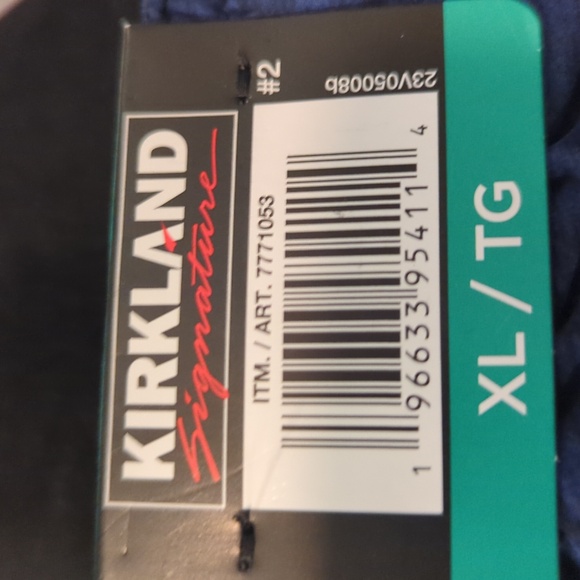 KIRKLAND
Signature
#2
23V05008b
ITM. / ART. 7771053
1 96633 95411 4
XL / TG